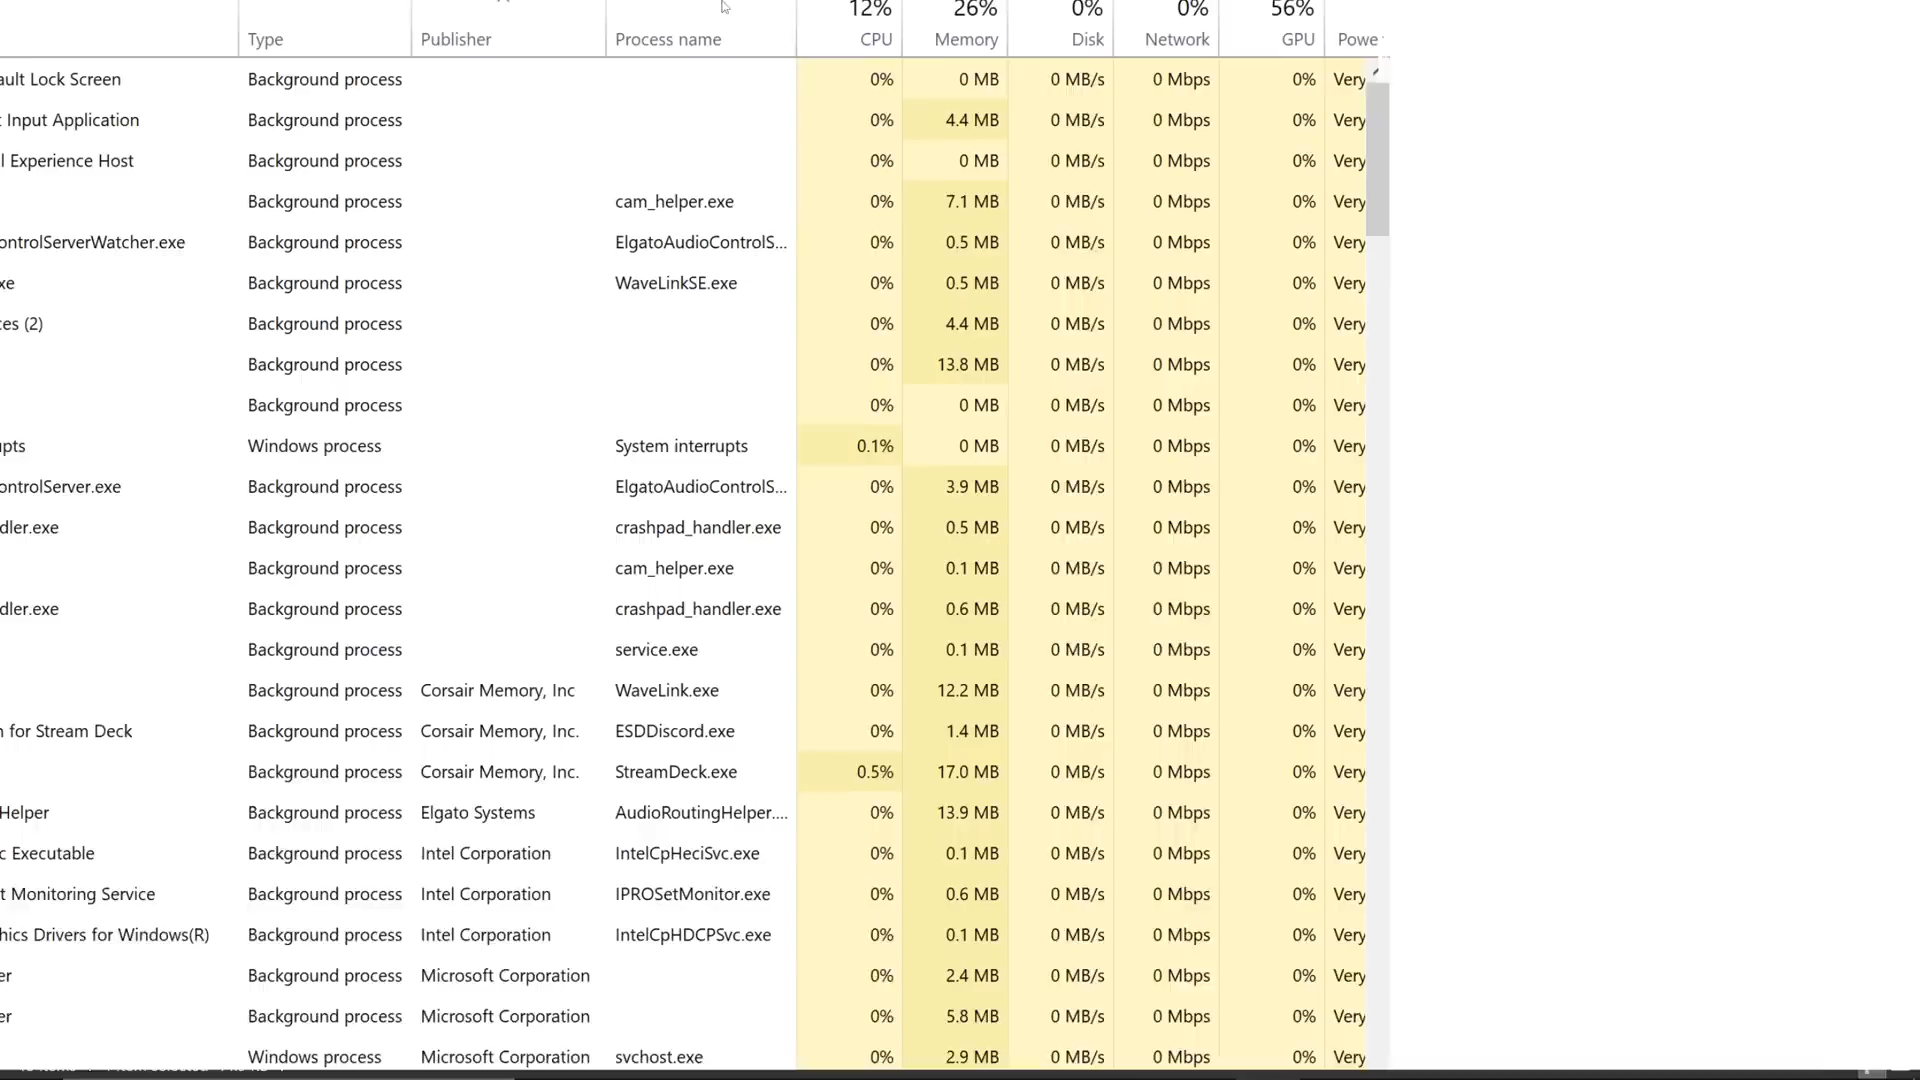 12% 26% 0% 0% 56%
Type Publisher Process name CPU Memory Disk Network GPU Powe
ault Lock Screen Background process 0% 0 MB 0 MB/s 0 Mbps 0% Very
t Input Application Background process 0% 4.4 MB 0 MB/s 0 Mbps 0% Very
l Experience Host Background process 0% 0 MB 0 MB/s 0 Mbps 0% Very
Background process cam_helper.exe 0% 7.1 MB 0 MB/s 0 Mbps 0% Very
ontrolServerWatcher.exe Background process ElgatoAudioControlS... 0% 0.5 MB 0 MB/s 0 Mbps 0% Very
xe Background process WaveLinkSE.exe 0% 0.5 MB 0 MB/s 0 Mbps 0% Very
ces (2) Background process 0% 4.4 MB 0 MB/s 0 Mbps 0% Very
Background process 0% 13.8 MB 0 MB/s 0 Mbps 0% Very
Background process 0% 0 MB 0 MB/s 0 Mbps 0% Very
upts Windows process System interrupts 0.1% 0 MB 0 MB/s 0 Mbps 0% Very
ontrolServer.exe Background process ElgatoAudioControlS... 0% 3.9 MB 0 MB/s 0 Mbps 0% Very
dler.exe Background process crashpad_handler.exe 0% 0.5 MB 0 MB/s 0 Mbps 0% Very
Background process cam_helper.exe 0% 0.1 MB 0 MB/s 0 Mbps 0% Very
dler.exe Background process crashpad_handler.exe 0% 0.6 MB 0 MB/s 0 Mbps 0% Very
Background process service.exe 0% 0.1 MB 0 MB/s 0 Mbps 0% Very
Background process Corsair Memory, Inc WaveLink.exe 0% 12.2 MB 0 MB/s 0 Mbps 0% Very
n for Stream Deck Background process Corsair Memory, Inc. ESDDiscord.exe 0% 1.4 MB 0 MB/s 0 Mbps 0% Very
Background process Corsair Memory, Inc. StreamDeck.exe 0.5% 17.0 MB 0 MB/s 0 Mbps 0% Very
Helper Background process Elgato Systems AudioRoutingHelper.... 0% 13.9 MB 0 MB/s 0 Mbps 0% Very
c Executable Background process Intel Corporation IntelCpHeciSvc.exe 0% 0.1 MB 0 MB/s 0 Mbps 0% Very
t Monitoring Service Background process Intel Corporation IPROSetMonitor.exe 0% 0.6 MB 0 MB/s 0 Mbps 0% Very
hics Drivers for Windows(R) Background process Intel Corporation IntelCpHDCPSvc.exe 0% 0.1 MB 0 MB/s 0 Mbps 0% Very
er Background process Microsoft Corporation 0% 2.4 MB 0 MB/s 0 Mbps 0% Very
er Background process Microsoft Corporation 0% 5.8 MB 0 MB/s 0 Mbps 0% Very
Windows process Microsoft Corporation svchost.exe 0% 2.9 MB 0 MB/s 0 Mbps 0% Very